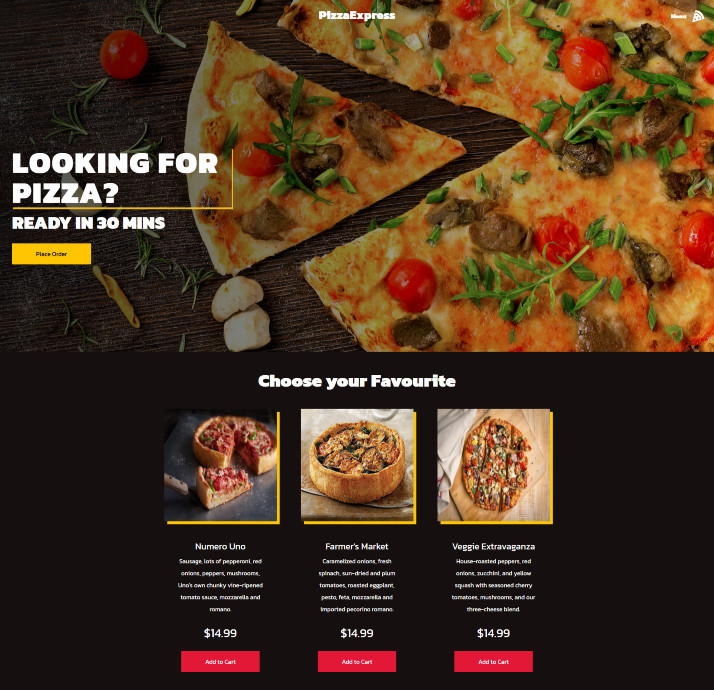 PizzaExpress
Menu
LOOKING FOR
PIZZA?
READY IN 30 MINS
Place Order
Choose your Favourite
Numero Uno
Sausage, lots of pepperoni, red
onions, peppers, mushrooms,
Uno's own chunky vine-ripened
tomato sauce, mozzarella and
romano.
$14.99
Add to Cart
Farmer's Market
Caramelized onions, fresh
spinach, sun-dried and plum
tomatoes, roasted eggplant,
pesto, feta, mozzarella and
imported pecorino romano.
$14.99
Add to Cart
Veggie Extravaganza
House-roasted peppers, red
onions, zucchini, and yellow
squash with seasoned cherry
tomatoes, mushrooms, and our
three-cheese blend.
$14.99
Add to Cart